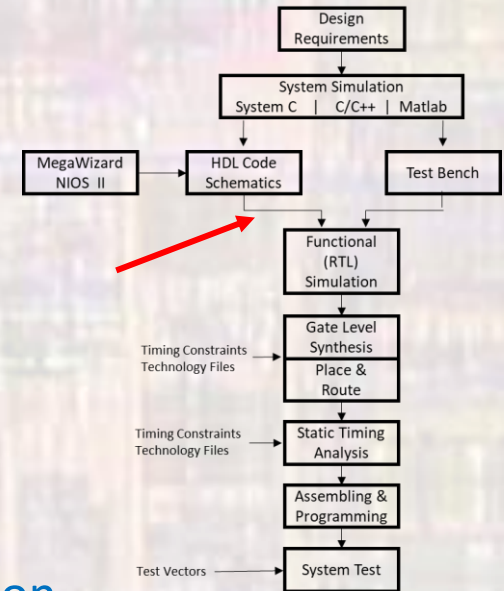 Design
Requirements
System Simulation
System C | C/C++ | Matlab
MegaWizard
NIOS II
HDL Code
Schematics
Test Bench
Functional
(RTL)
Simulation
Timing Constraints
Technology Files
Gate Level
Synthesis
Place &
Route
Timing Constraints
Technology Files
Static Timing
Analysis
Assembling &
Programming
Test Vectors
System Test
on